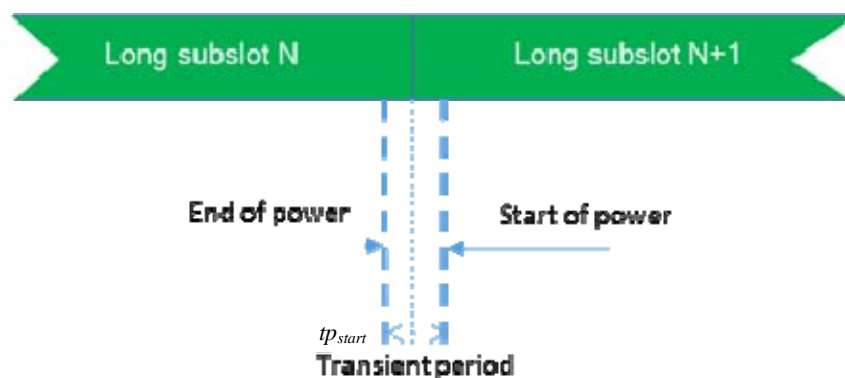 Long subslot N
Long subslot N+1
End of power
Start of power
tpstart
Transient period